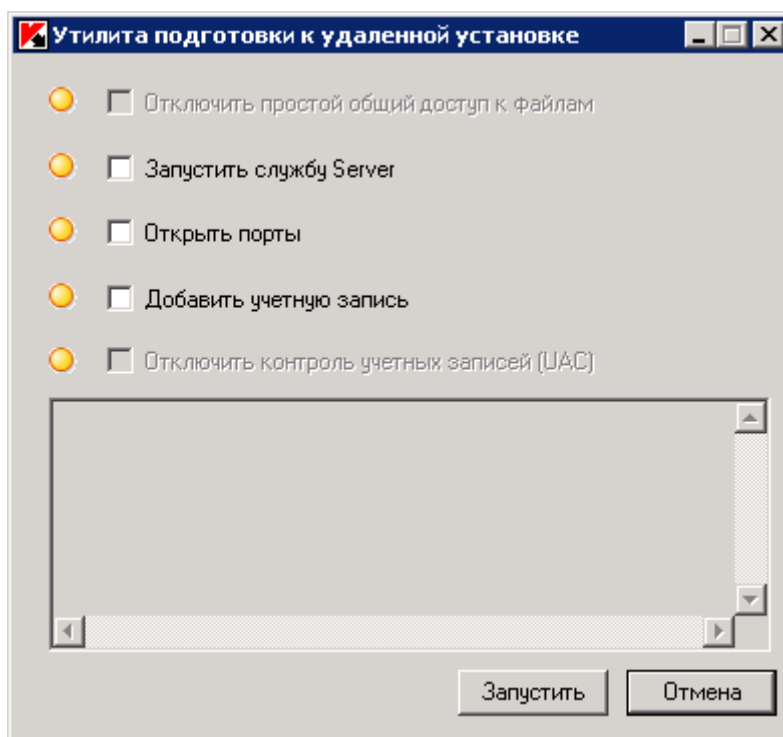 Утилита подготовки к удаленной установке
Отключить простой общий доступ к файлам
Запустить службу Server
Открыть порты
Добавить учетную запись
Отключить контроль учетных записей (UAC)
Запустить
Отмена